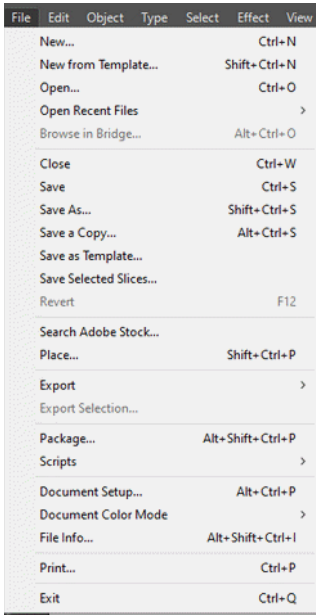 File Edit Object Type Select Effect View
New... Ctrl+N
New from Template... Shift+Ctrl+N
Open... Ctrl+O
Open Recent Files >
Browse in Bridge... Alt+Ctrl+O
Close Ctrl+W
Save Ctrl+S
Save As... Shift+Ctrl+S
Save a Copy... Alt+Ctrl+S
Save as Template...
Save Selected Slices...
Revert F12
Search Adobe Stock...
Place... Shift+Ctrl+P
Export >
Export Selection...
Package... Alt+Shift+Ctrl+P
Scripts >
Document Setup... Alt+Ctrl+P
Document Color Mode >
File Info... Alt+Shift+Ctrl+I
Print... Ctrl+P
Exit Ctrl+Q